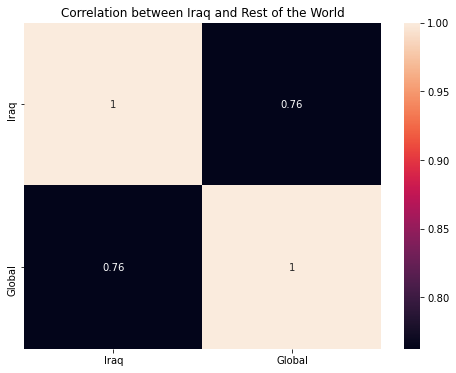 Correlation between Iraq and Rest of the World
Iraq
1
0.76
Global
0.76
1
Iraq
Global
1.00
0.95
0.90
0.85
0.80